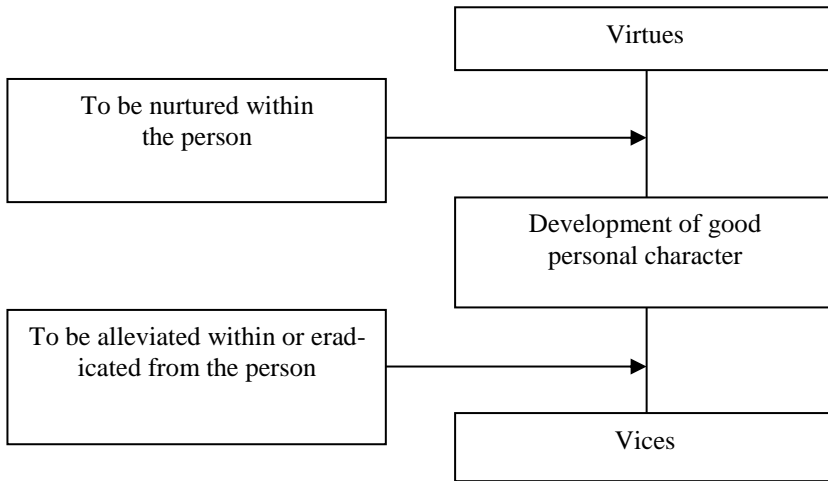 Virtues
To be nurtured within
the person
Development of good
personal character
To be alleviated within or erad-
icated from the person
Vices